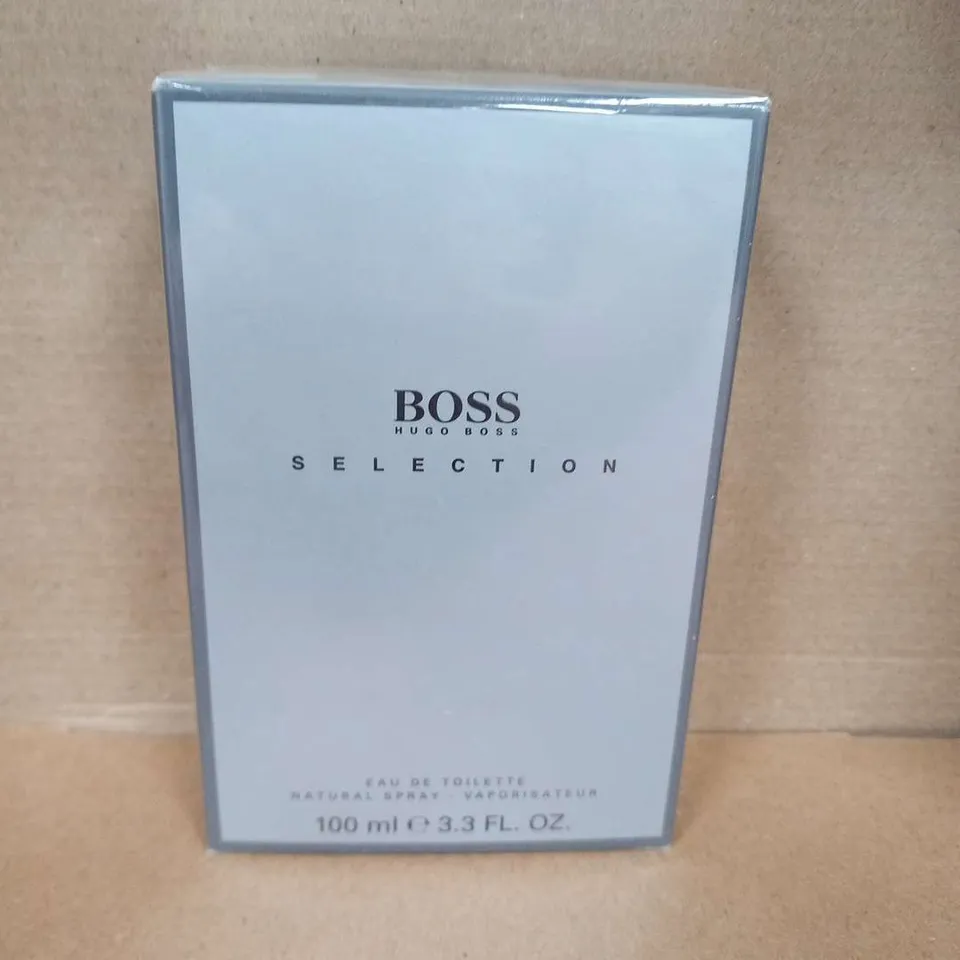 BOSS
HUGO BOSS
SELECTION
EAU DE TOILETTE
NATURAL SPRAY - VAPORISATEUR
100 ml ℮ 3.3 FL. OZ.